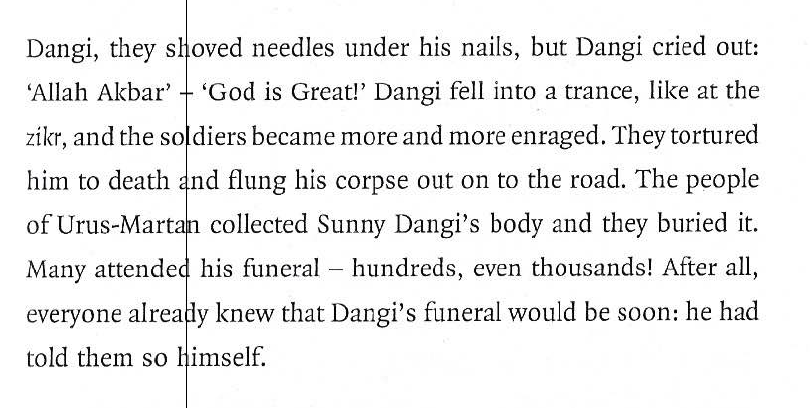 Dangi, they shoved needles under his nails, but Dangi cried out:
‘Allah Akbar’ – ‘God is Great!’ Dangi fell into a trance, like at the
zikr, and the soldiers became more and more enraged. They tortured
him to death and flung his corpse out on to the road. The people
of Urus-Martan collected Sunny Dangi’s body and they buried it.
Many attended his funeral – hundreds, even thousands! After all,
everyone already knew that Dangi’s funeral would be soon: he had
told them so himself.